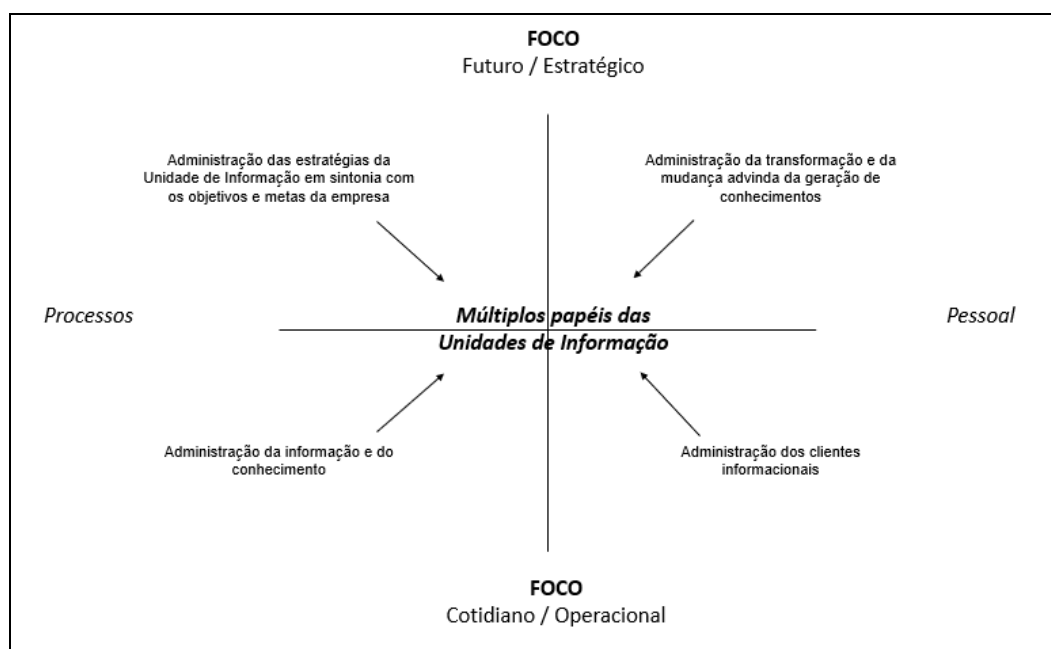 FOCO
Futuro / Estratégico
Administração das estratégias da
Unidade de Informação em sintonia com
os objetivos e metas da empresa
Administração da transformação e da
mudança advinda da geração de
conhecimentos
Processos
Múltiplos papéis das
Unidades de Informação
Pessoal
Administração da informação e do
conhecimento
Administração dos clientes
informacionais
FOCO
Cotidiano / Operacional